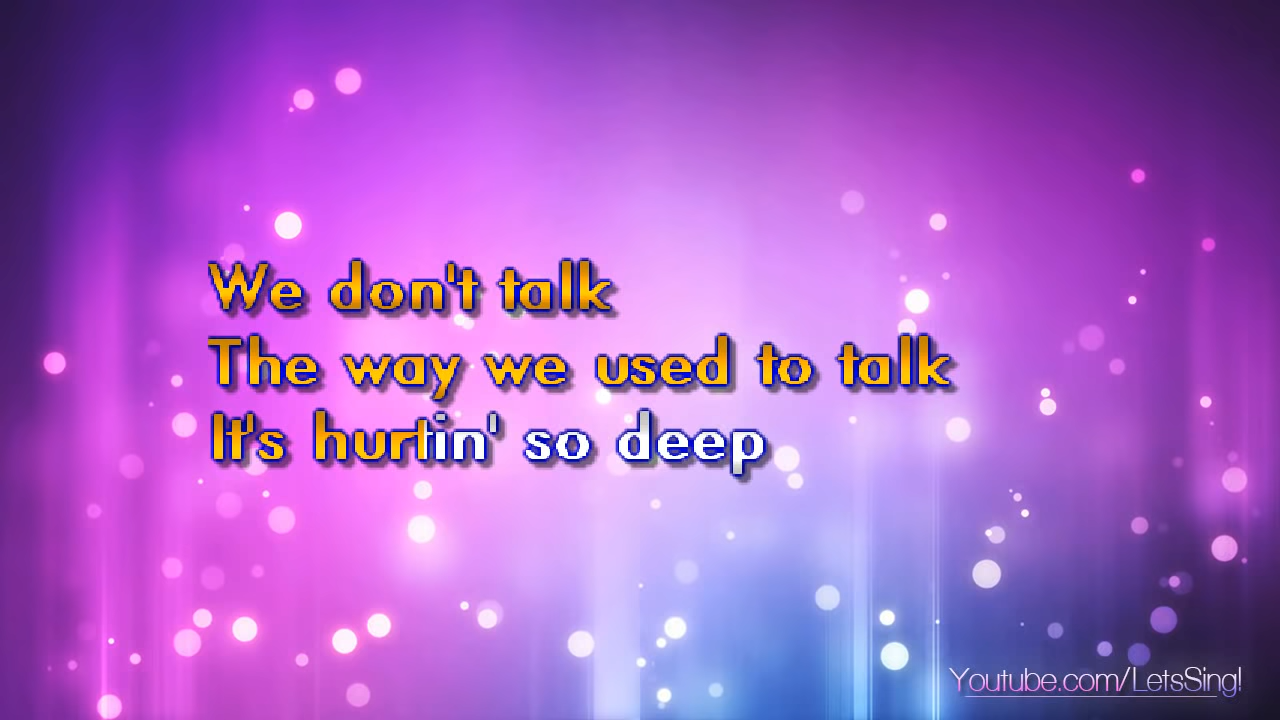 We don't talk
The way we used to talk
It's hurtin' so deep
Youtube.com/LetsSing!